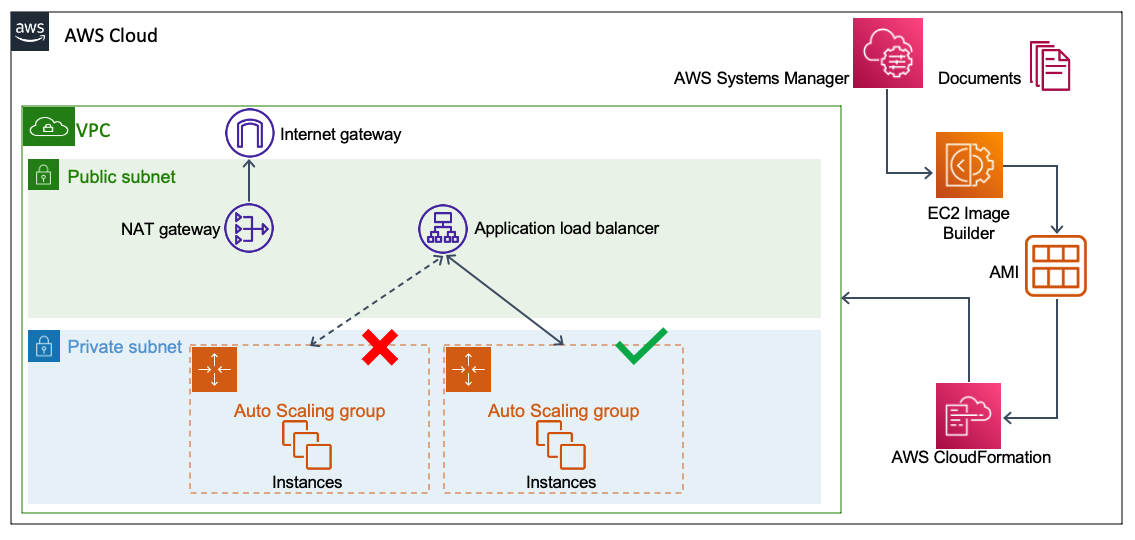 aws
AWS Cloud
AWS Systems Manager
Documents
VPC
Internet gateway
Public subnet
NAT gateway
Application load balancer
EC2 Image
Builder
AMI
Private subnet
Auto Scaling group
Instances
Auto Scaling group
Instances
AWS CloudFormation